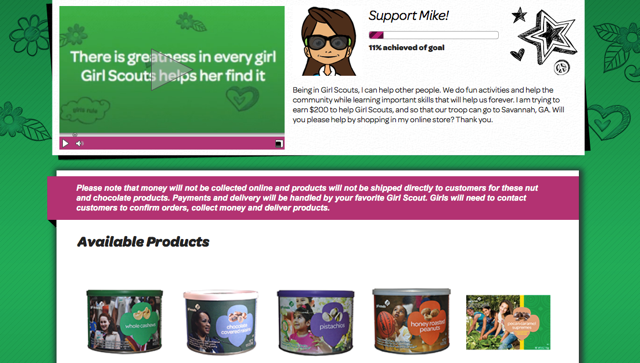 There is greatness in every girl
Girl Scouts helps her find it
girls rule
Support Mike!
11% achieved of goal
Being in Girl Scouts, I can help other people. We do fun activities and help the
community while learning important skills that will help us forever. I am trying to
earn $200 to help Girl Scouts, and so that our troop can go to Savannah, GA. Will
you please help by shopping in my online store? Thank you.
Please note that money will not be collected online and products will not be shipped directly to customers for these nut
and chocolate products. Payments and delivery will be handled by your favorite Girl Scout. Girls will need to contact
customers to confirm orders, collect money and deliver products.
Available Products
whole cashews
chocolate
pistachios
honey roasted
peanuts